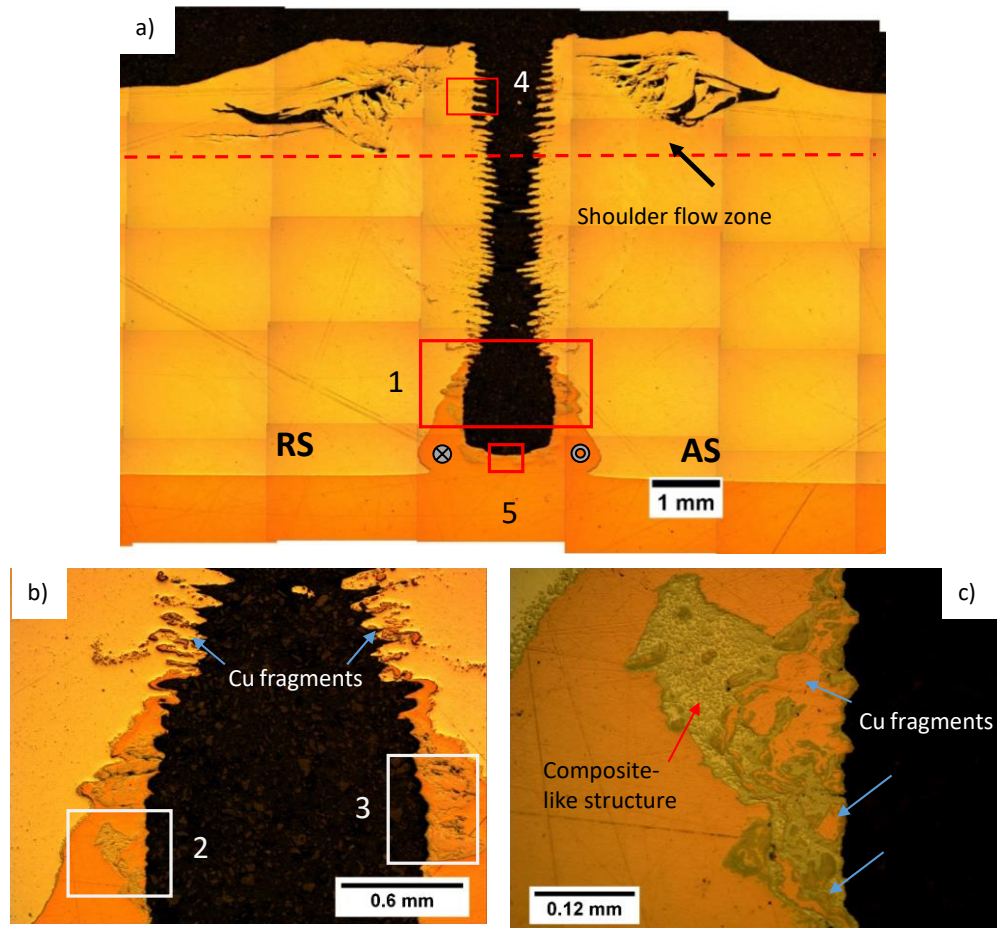 a)
4
Shoulder flow zone
1
RS
AS
1 mm
5
b)
Cu fragments
2
3
0.6 mm
c)
Cu fragments
Composite-
like structure
0.12 mm